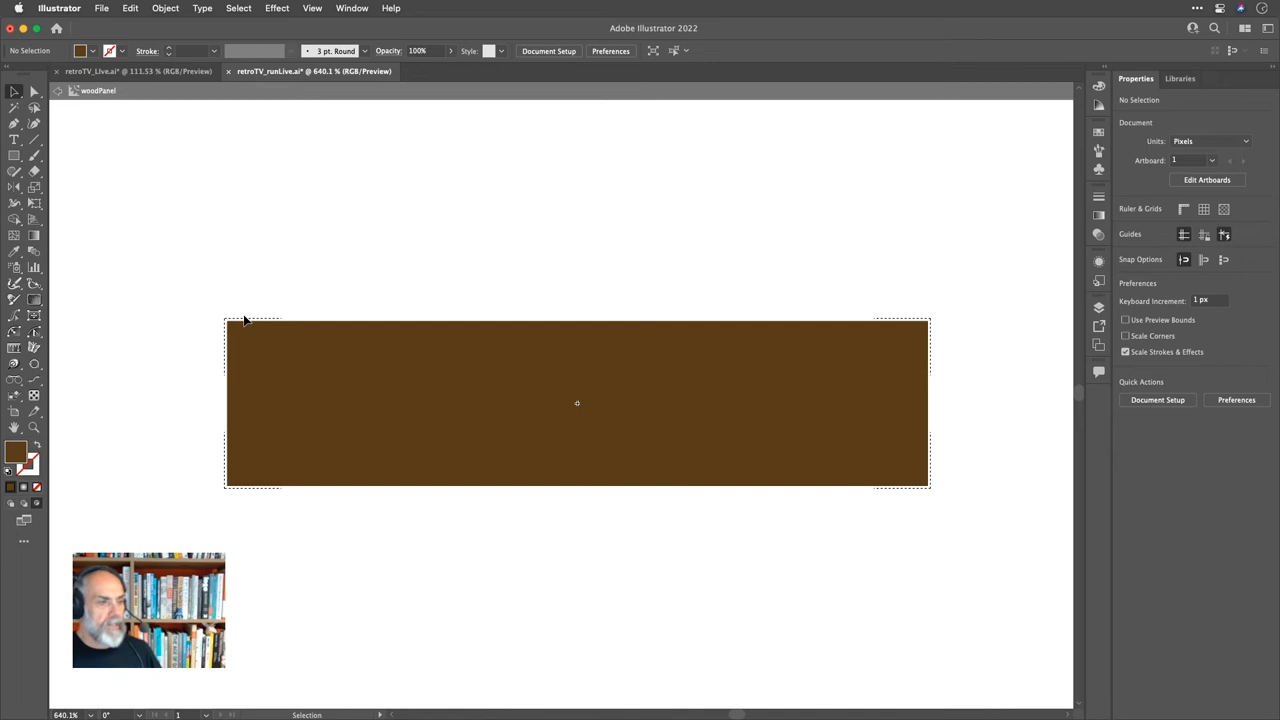 Illustrator File Edit Object Type Select Effect View Window Help
Adobe Illustrator 2022
No Selection Stroke: 3 pt. Round Opacity: 100% Style: Document Setup Preferences
retroTV_LIve.ai* @ 111.53 % (RGB/Preview) retroTV_runLive.ai* @ 640.1 % (RGB/Preview)
woodPanel
Properties Libraries
No Selection
Document
Units: Pixels
Artboard: 1
Edit Artboards
Ruler & Grids
Guides
Snap Options
Preferences
Keyboard Increment: 1 px
Use Preview Bounds
Scale Corners
Scale Strokes & Effects
Quick Actions
Document Setup Preferences
640.1% 0° 1 Selection